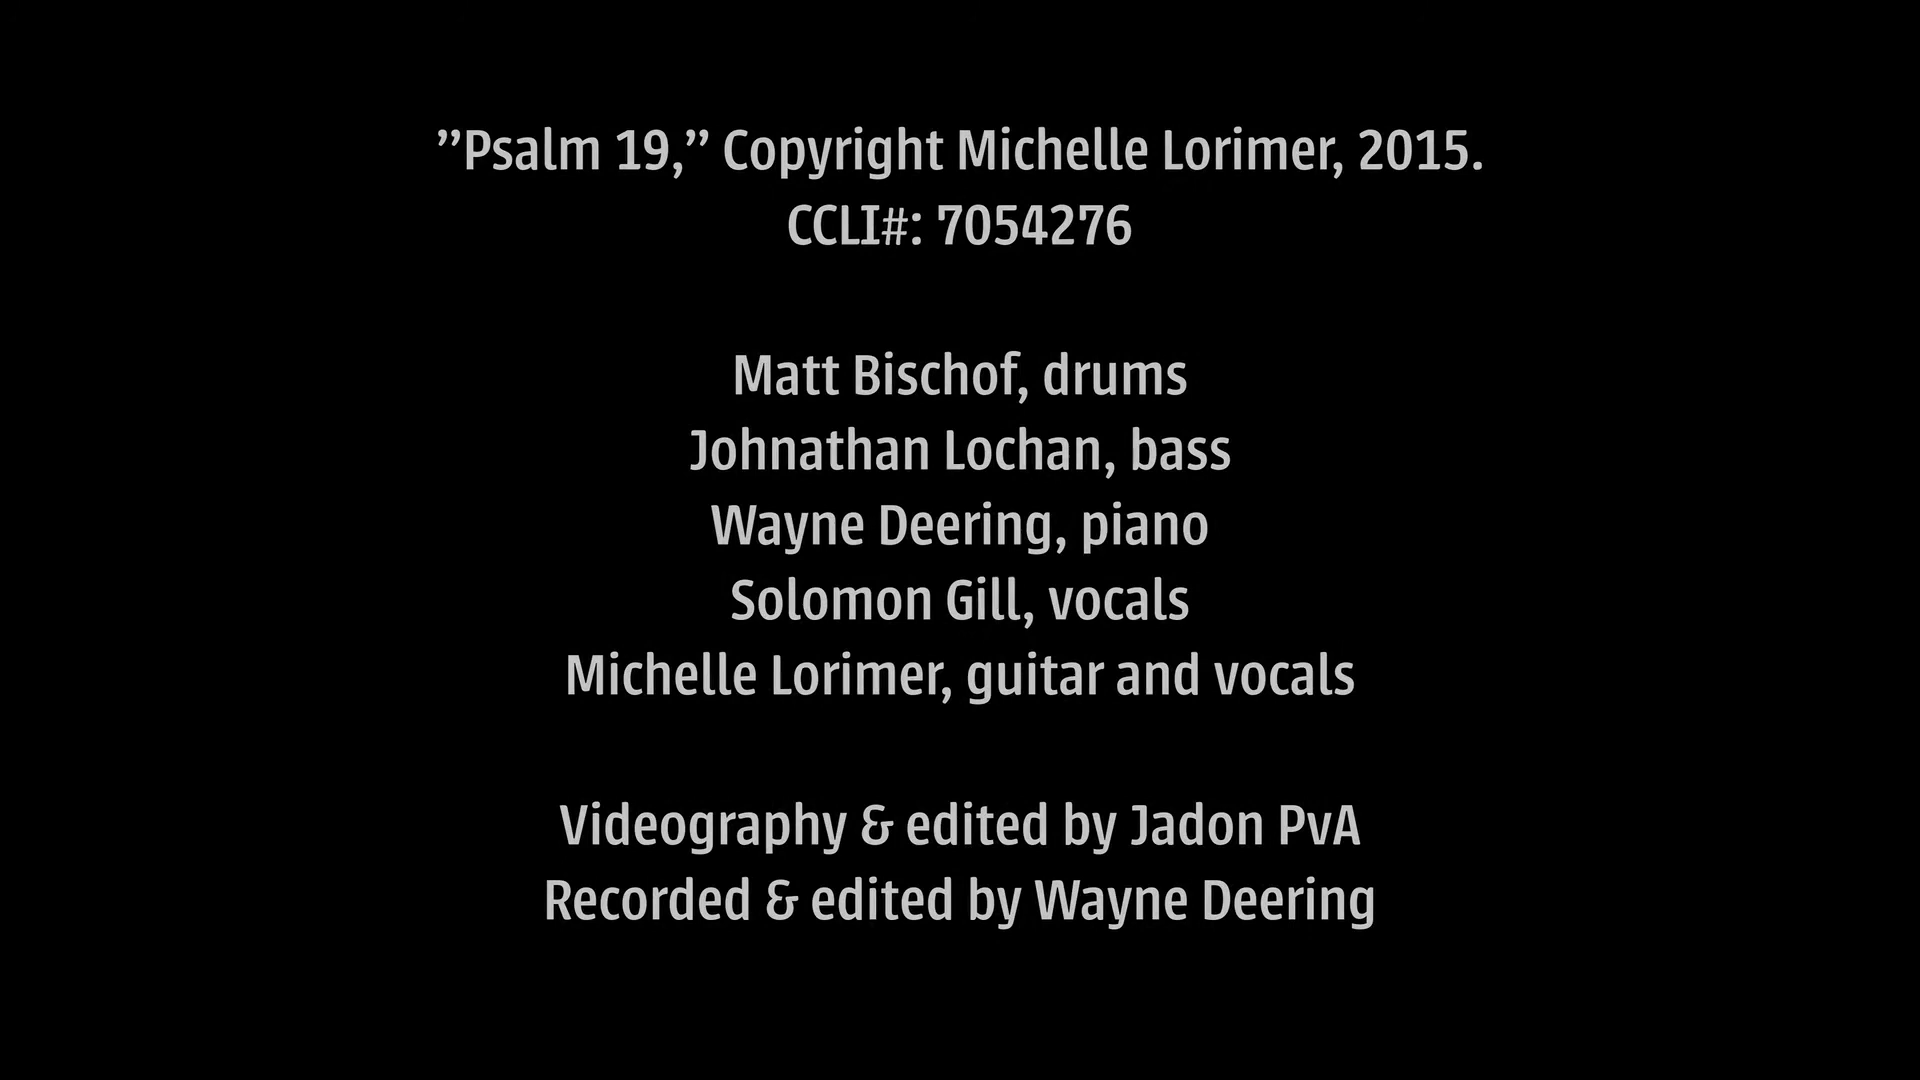 ”Psalm 19,” Copyright Michelle Lorimer, 2015.
CCLI#: 7054276
Matt Bischof, drums
Johnathan Lochan, bass
Wayne Deering, piano
Solomon Gill, vocals
Michelle Lorimer, guitar and vocals
Videography & edited by Jadon PvA
Recorded & edited by Wayne Deering